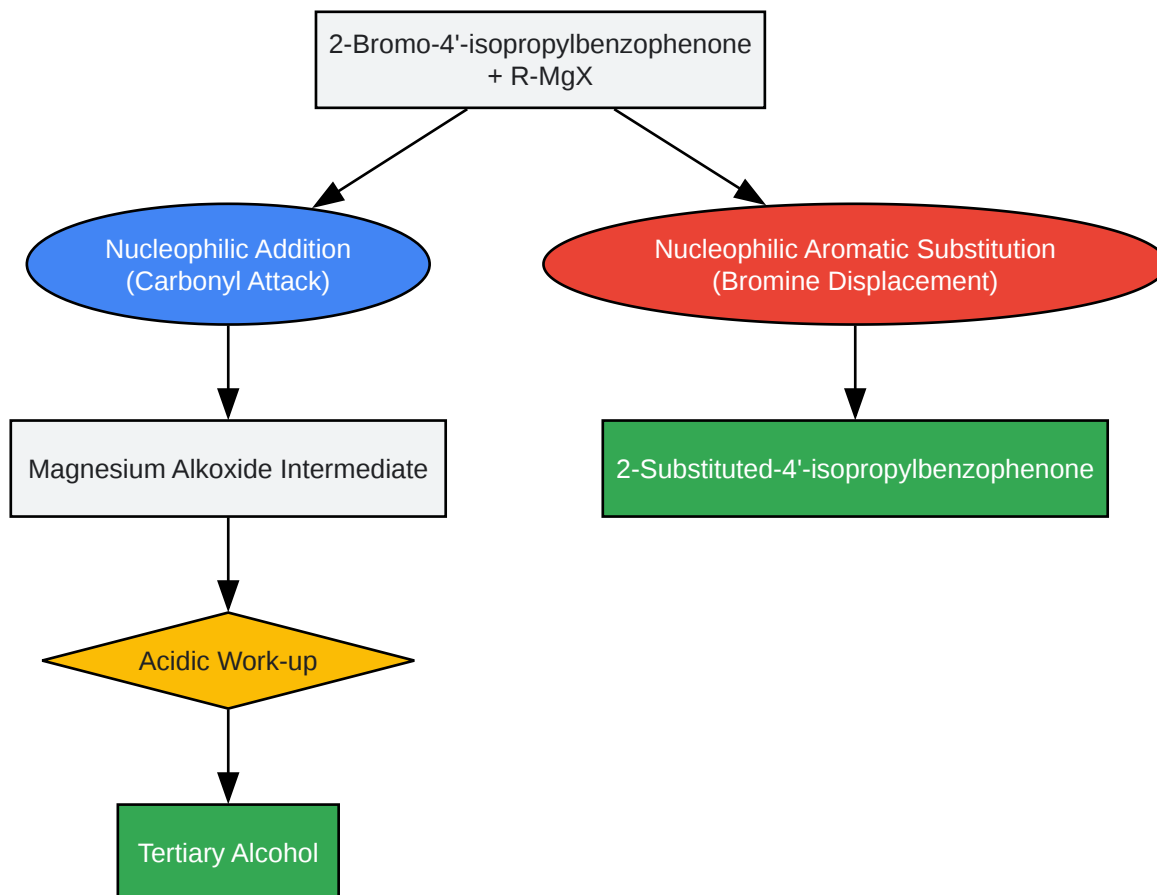 2-Bromo-4'-isopropylbenzophenone
+ R-MgX
Nucleophilic Addition
(Carbonyl Attack)
Nucleophilic Aromatic Substitution
(Bromine Displacement)
Magnesium Alkoxide Intermediate
2-Substituted-4'-isopropylbenzophenone
Acidic Work-up
Tertiary Alcohol